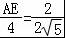 AE/4 = 2/2√5